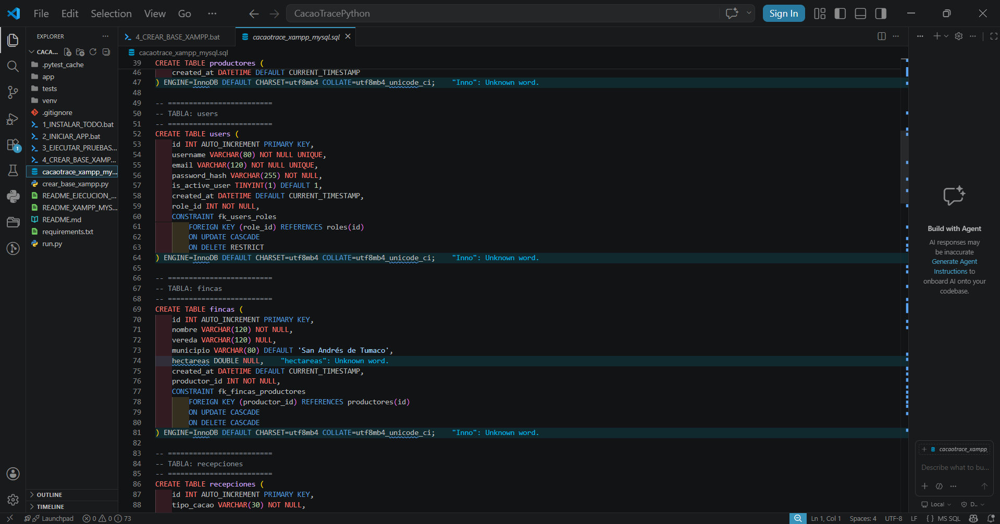 File Edit Selection View Go ··· CacaoTracePython Sign In
EXPLORER ···
CACA...
.pytest_cache
app
tests
venv
.gitignore
1_INSTALAR_TODO.bat
2_INICIAR_APP.bat
3_EJECUTAR_PRUEBAS...
4_CREAR_BASE_XAMP...
cacaotrace_xampp_my...
crear_base_xampp.py
README_EJECUCION_...
README_XAMPP_MYS...
README.md
requirements.txt
run.py
OUTLINE
TIMELINE
4_CREAR_BASE_XAMPP.bat cacaotrace_xampp_mysql.sql
cacaotrace_xampp_mysql.sql
39 CREATE TABLE productores (
46 created_at DATETIME DEFAULT CURRENT_TIMESTAMP
47 ) ENGINE=InnoDB DEFAULT CHARSET=utf8mb4 COLLATE=utf8mb4_unicode_ci; "Inno": Unknown word.
48
49 -- =========================
50 -- TABLA: users
51 -- =========================
52 CREATE TABLE users (
53 id INT AUTO_INCREMENT PRIMARY KEY,
54 username VARCHAR(80) NOT NULL UNIQUE,
55 email VARCHAR(120) NOT NULL UNIQUE,
56 password_hash VARCHAR(255) NOT NULL,
57 is_active_user TINYINT(1) DEFAULT 1,
58 created_at DATETIME DEFAULT CURRENT_TIMESTAMP,
59 role_id INT NOT NULL,
60 CONSTRAINT fk_users_roles
61 FOREIGN KEY (role_id) REFERENCES roles(id)
62 ON UPDATE CASCADE
63 ON DELETE RESTRICT
64 ) ENGINE=InnoDB DEFAULT CHARSET=utf8mb4 COLLATE=utf8mb4_unicode_ci; "Inno": Unknown word.
65
66 -- =========================
67 -- TABLA: fincas
68 -- =========================
69 CREATE TABLE fincas (
70 id INT AUTO_INCREMENT PRIMARY KEY,
71 nombre VARCHAR(120) NOT NULL,
72 vereda VARCHAR(120) NULL,
73 municipio VARCHAR(80) DEFAULT 'San Andrés de Tumaco',
74 hectareas DOUBLE NULL, "hectareas": Unknown word.
75 created_at DATETIME DEFAULT CURRENT_TIMESTAMP,
76 productor_id INT NOT NULL,
77 CONSTRAINT fk_fincas_productores
78 FOREIGN KEY (productor_id) REFERENCES productores(id)
79 ON UPDATE CASCADE
80 ON DELETE CASCADE
81 ) ENGINE=InnoDB DEFAULT CHARSET=utf8mb4 COLLATE=utf8mb4_unicode_ci; "Inno": Unknown word.
82
83 -- =========================
84 -- TABLA: recepciones
85 -- =========================
86 CREATE TABLE recepciones (
87 id INT AUTO_INCREMENT PRIMARY KEY,
88 tipo_cacao VARCHAR(30) NOT NULL,
Build with Agent
AI responses may
be inaccurate
Generate Agent
Instructions to
onboard AI onto your
codebase.
cacaotrace_xampp_
Describe what to bu...
Local D..
1
Launchpad 0 0 73 Ln 1, Col 1 Spaces: 4 UTF-8 LF {} MS SQL